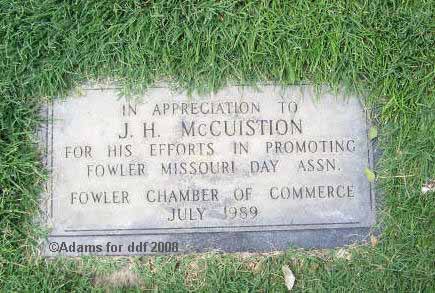 IN APPRECIATION TO
J. H. McCUISTION
FOR HIS EFFORTS IN PROMOTING
FOWLER MISSOURI DAY ASSN.
FOWLER CHAMBER OF COMMERCE
JULY 1989
©Adams for ddf 2008